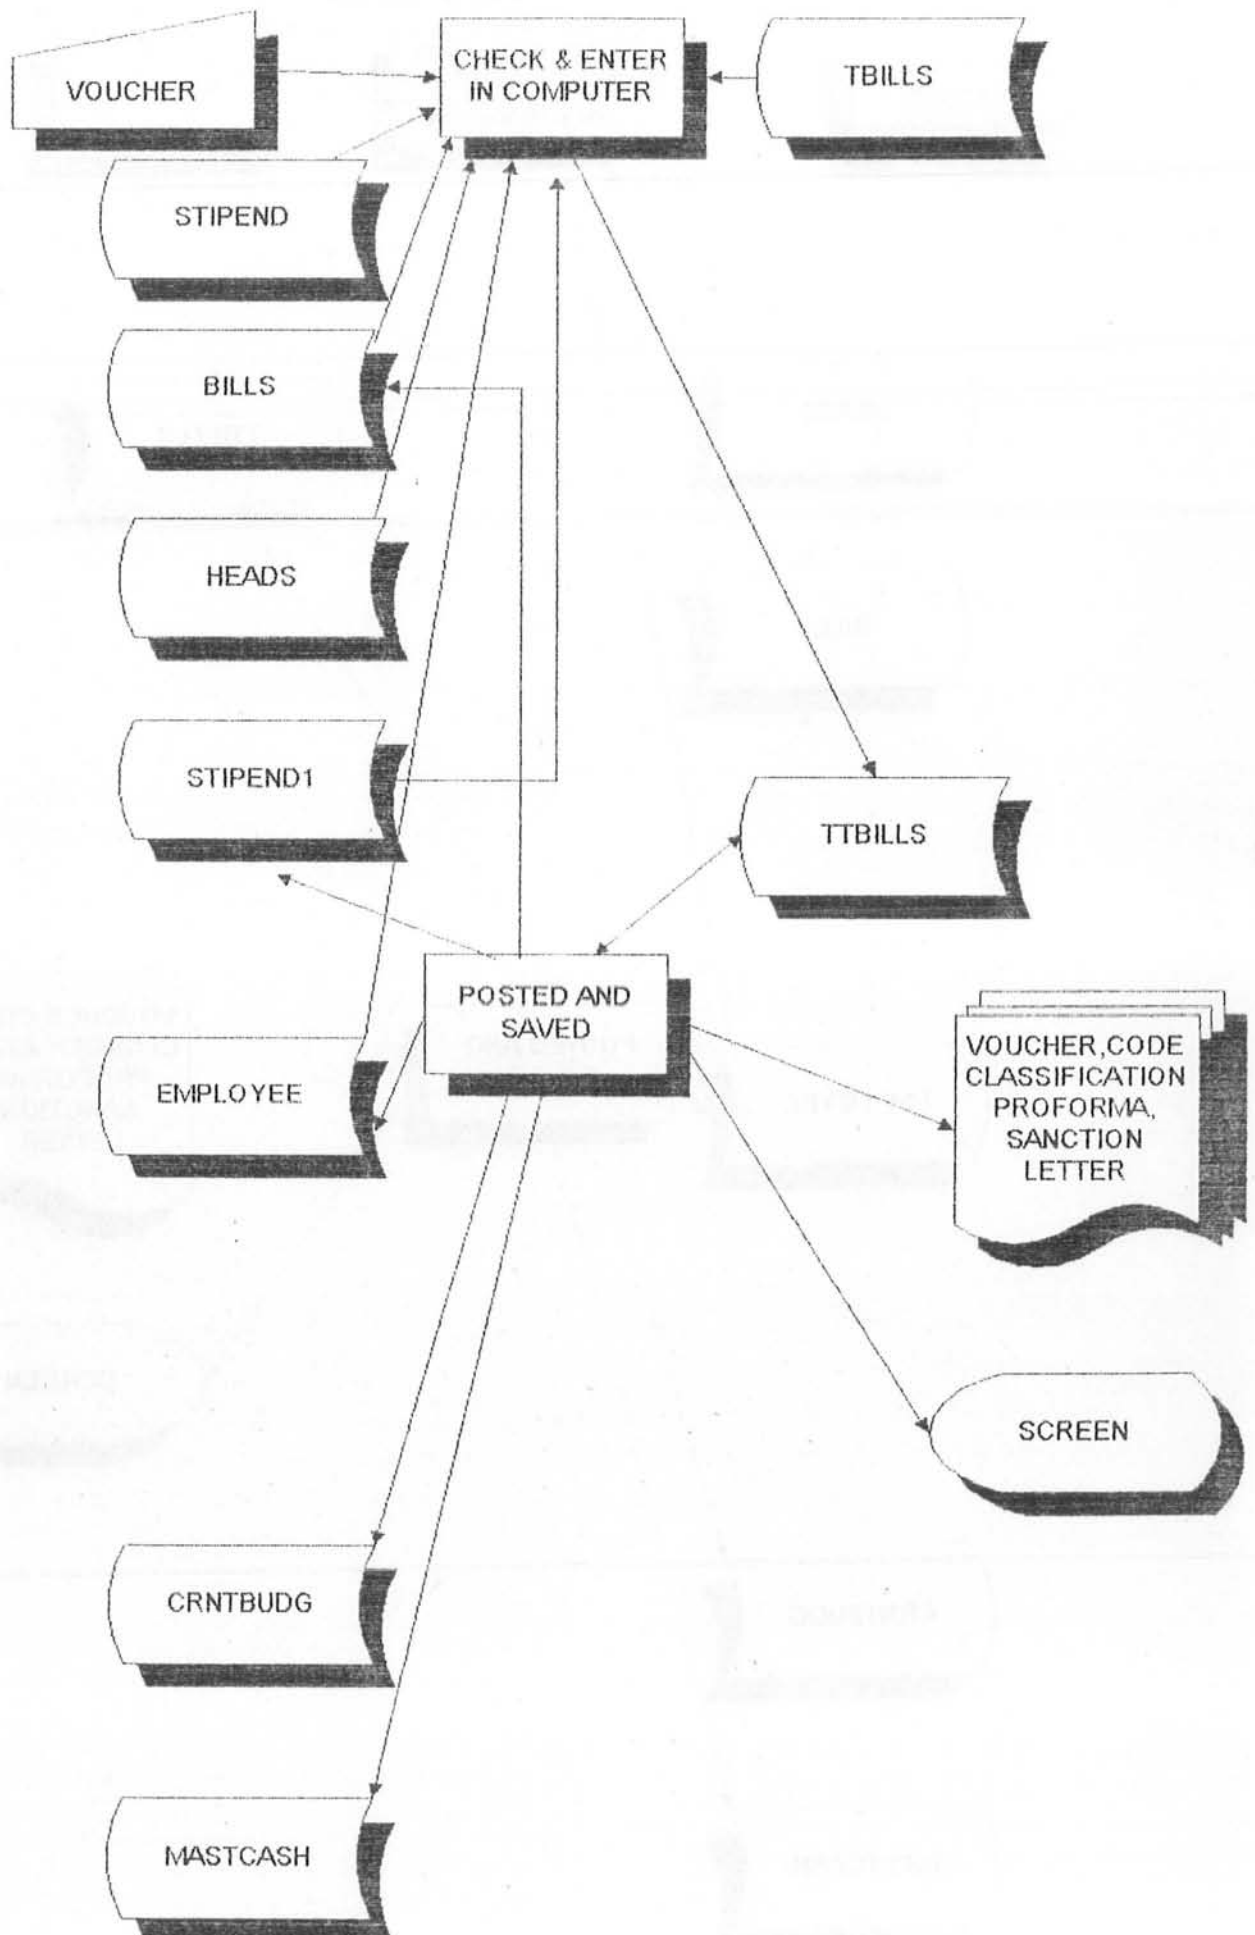 VOUCHER
CHECK & ENTER
IN COMPUTER
TBILLS
STIPEND
BILLS
HEADS
STIPEND1
TTBILLS
POSTED AND
SAVED
VOUCHER,CODE
CLASSIFICATION
PROFORMA,
SANCTION
LETTER
EMPLOYEE
SCREEN
CRNTBUDG
MASTCASH